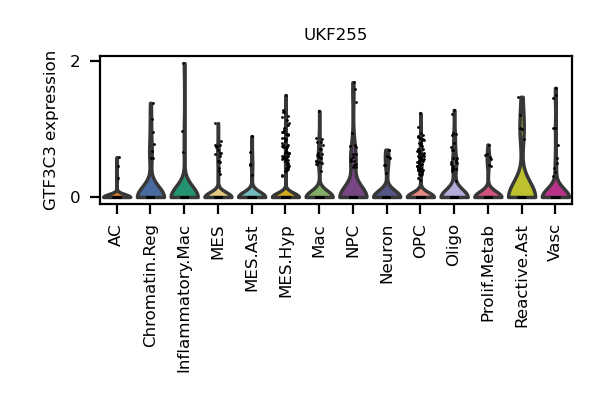 UKF255
GTF3C3 expression
2
0
AC
Chromatin.Reg
Inflammatory.Mac
MES
MES.Ast
MES.Hyp
Mac
NPC
Neuron
OPC
Oligo
Prolif.Metab
Reactive.Ast
Vasc